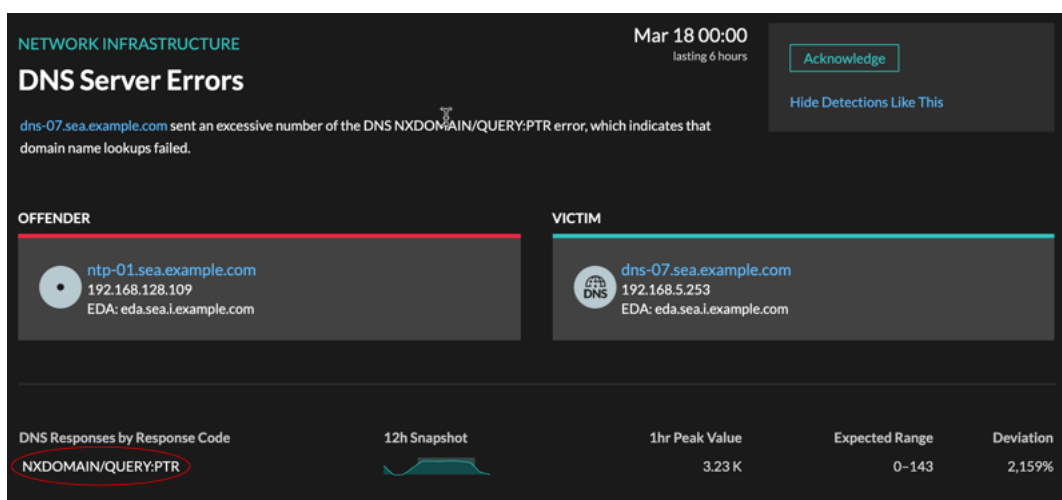 NETWORK INFRASTRUCTURE
DNS Server Errors
Mar 18 00:00
lasting 6 hours
Acknowledge
Hide Detections Like This
dns-07.sea.example.com sent an excessive number of the DNS NXDOMAIN/QUERY:PTR error, which indicates that
domain name lookups failed.
OFFENDER
ntp-01.sea.example.com
192.168.128.109
EDA: eda.sea.i.example.com
VICTIM
DNS
dns-07.sea.example.com
192.168.5.253
EDA: eda.sea.i.example.com
DNS Responses by Response Code 12h Snapshot 1hr Peak Value Expected Range Deviation
NXDOMAIN/QUERY:PTR 3.23 K 0–143 2,159%